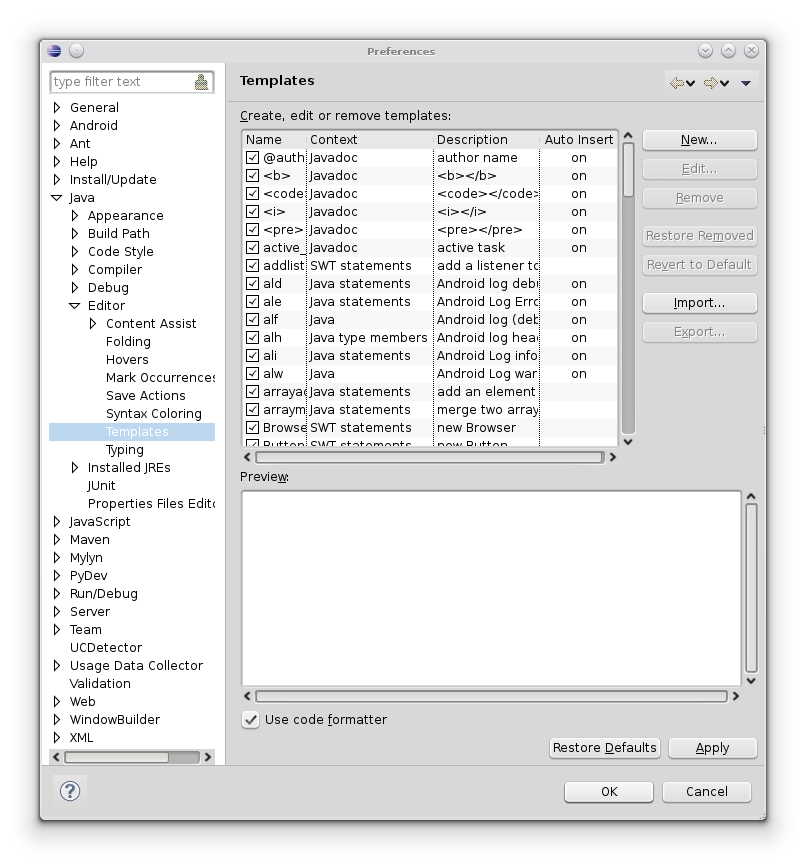 Preferences
type filter text
General
Android
Ant
Help
Install/Update
Java
Appearance
Build Path
Code Style
Compiler
Debug
Editor
Content Assist
Folding
Hovers
Mark Occurrences
Save Actions
Syntax Coloring
Templates
Typing
Installed JREs
JUnit
Properties Files Edito
JavaScript
Maven
Mylyn
PyDev
Run/Debug
Server
Team
UCDetector
Usage Data Collector
Validation
Web
WindowBuilder
XML
Templates
Create, edit or remove templates:
Name Context Description Auto Insert
@auth Javadoc author name on
<b> Javadoc <b></b> on
<code> Javadoc <code></code> on
<i> Javadoc <i></i> on
<pre> Javadoc <pre></pre> on
active_ Javadoc active task on
addlist SWT statements add a listener to
ald Java statements Android log debu on
ale Java statements Android Log Erro on
alf Java Android log (deb on
alh Java type members Android log head on
ali Java statements Android Log info on
alw Java Android Log war on
arrayad Java statements add an element
arraym Java statements merge two array
Browse SWT statements new Browser
Button SWT statements new Button
New...
Edit...
Remove
Restore Removed
Revert to Default
Import...
Export...
Preview:
Use code formatter
Restore Defaults Apply
? OK Cancel